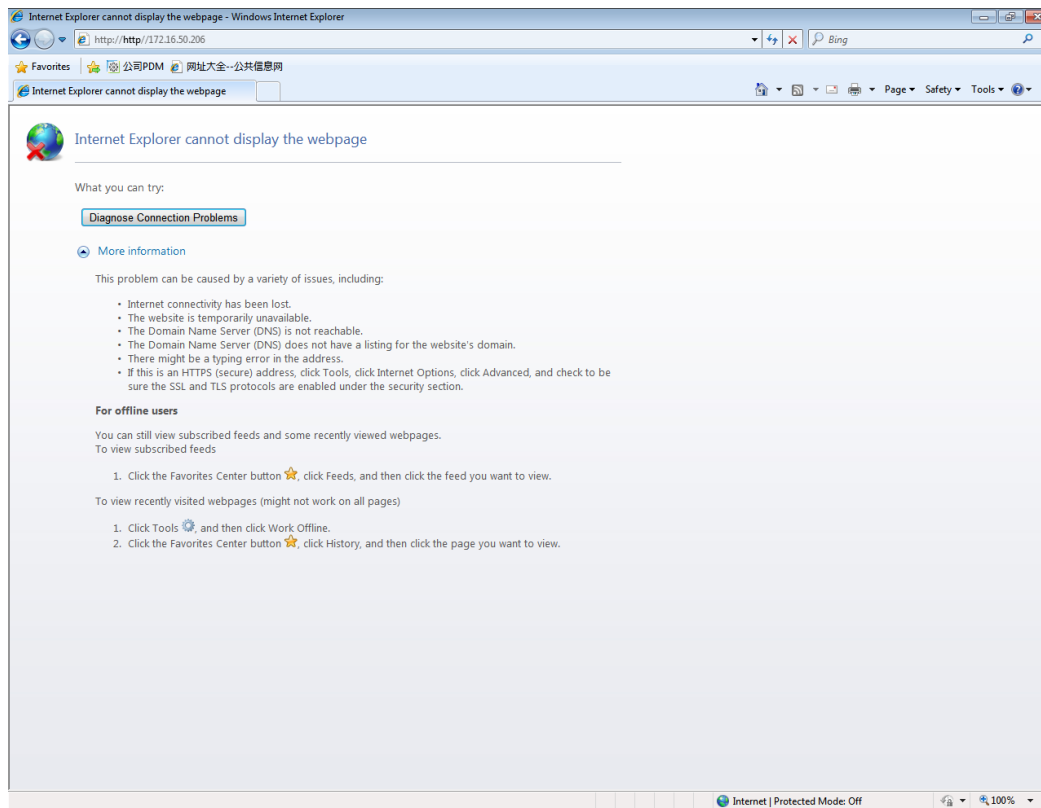 Internet Explorer cannot display the webpage - Windows Internet Explorer
http://http//172.16.50.206
Bing
Favorites 公司PDM 网址大全--公共信息网
Internet Explorer cannot display the webpage
Page Safety Tools
Internet Explorer cannot display the webpage
What you can try:
Diagnose Connection Problems
More information
This problem can be caused by a variety of issues, including:
• Internet connectivity has been lost.
• The website is temporarily unavailable.
• The Domain Name Server (DNS) is not reachable.
• The Domain Name Server (DNS) does not have a listing for the website's domain.
• There might be a typing error in the address.
• If this is an HTTPS (secure) address, click Tools, click Internet Options, click Advanced, and check to be
sure the SSL and TLS protocols are enabled under the security section.
For offline users
You can still view subscribed feeds and some recently viewed webpages.
To view subscribed feeds
1. Click the Favorites Center button , click Feeds, and then click the feed you want to view.
To view recently visited webpages (might not work on all pages)
1. Click Tools , and then click Work Offline.
2. Click the Favorites Center button , click History, and then click the page you want to view.
Internet | Protected Mode: Off
100%